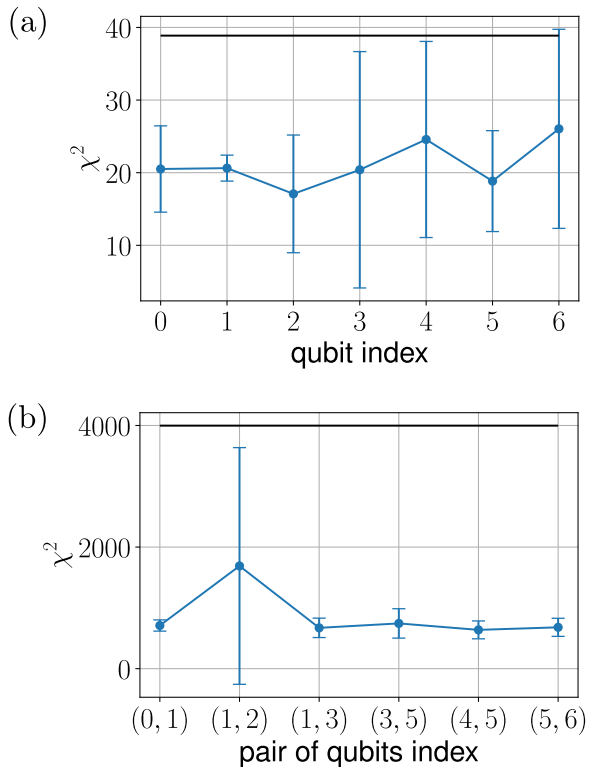 (a)
40
30
20
10
χ²
0 1 2 3 4 5 6
qubit index
(b)
4000
2000
0
χ²
(0, 1) (1, 2) (1, 3) (3, 5) (4, 5) (5, 6)
pair of qubits index